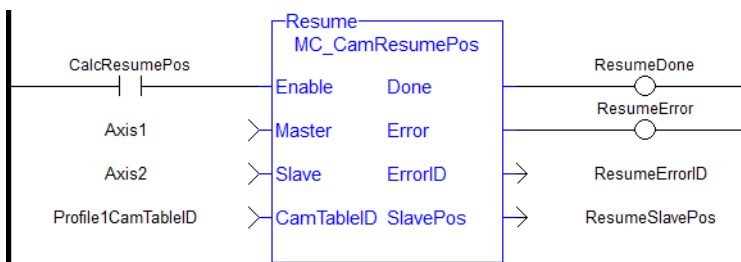 Resume
MC_CamResumePos
CalcResumePos
Enable Done
ResumeDone
Axis1
Master Error
ResumeError
Axis2
Slave ErrorID
ResumeErrorID
Profile1CamTableID
CamTableID SlavePos
ResumeSlavePos